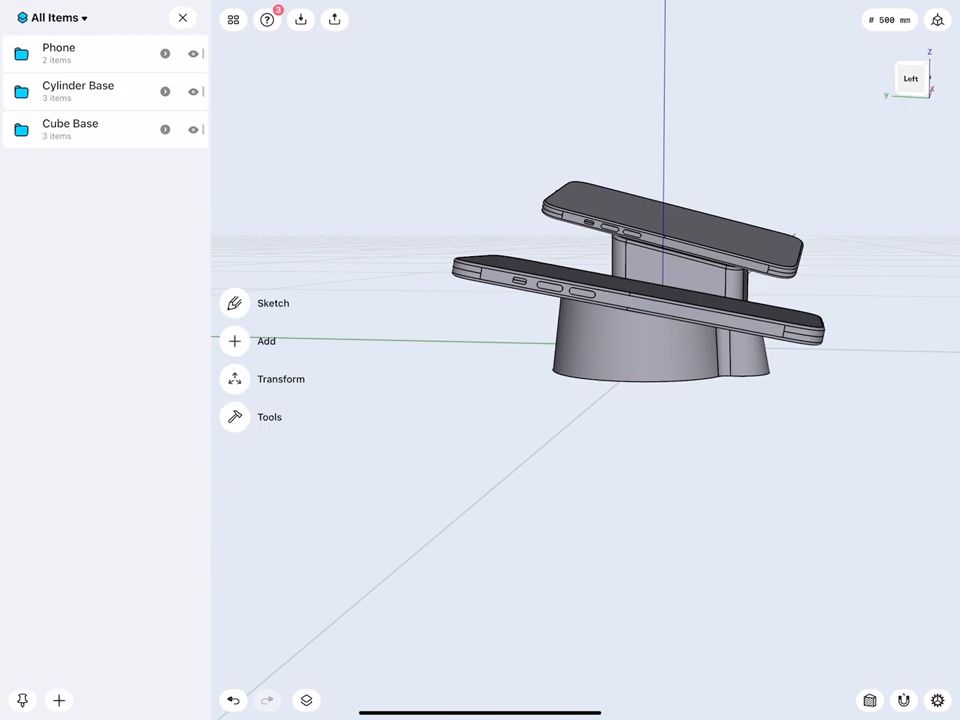 All Items
Phone
2 items
Cylinder Base
3 items
Cube Base
3 items
3
# 500 mm
Z
Left
y
X
Sketch
Add
Transform
Tools